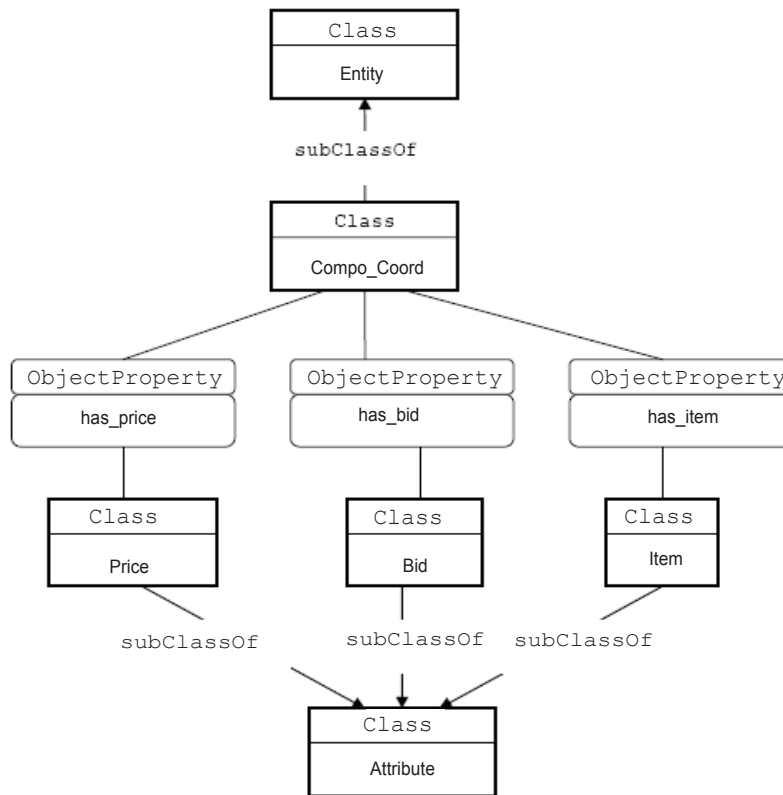 Class
Entity
subClassOf
Class
Compo_Coord
ObjectProperty
has_price
ObjectProperty
has_bid
ObjectProperty
has_item
Class
Price
Class
Bid
Class
Item
subClassOf
subClassOf
subClassOf
Class
Attribute